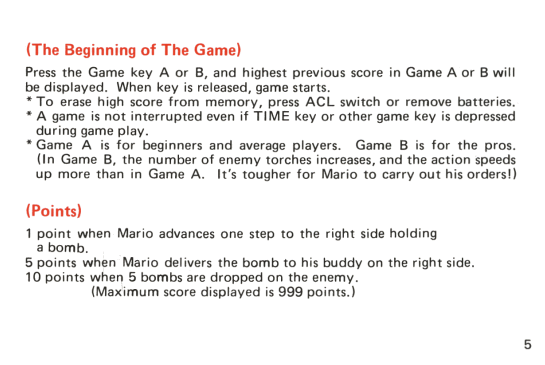 (The Beginning of The Game)
Press the Game key A or B, and highest previous score in Game A or B will
be displayed. When key is released, game starts.
* To erase high score from memory, press ACL switch or remove batteries.
* A game is not interrupted even if TIME key or other game key is depressed
during game play.
* Game A is for beginners and average players. Game B is for the pros.
(In Game B, the number of enemy torches increases, and the action speeds
up more than in Game A. It's tougher for Mario to carry out his orders!)
(Points)
1 point when Mario advances one step to the right side holding
a bomb.
5 points when Mario delivers the bomb to his buddy on the right side.
10 points when 5 bombs are dropped on the enemy.
(Maximum score displayed is 999 points.)
5